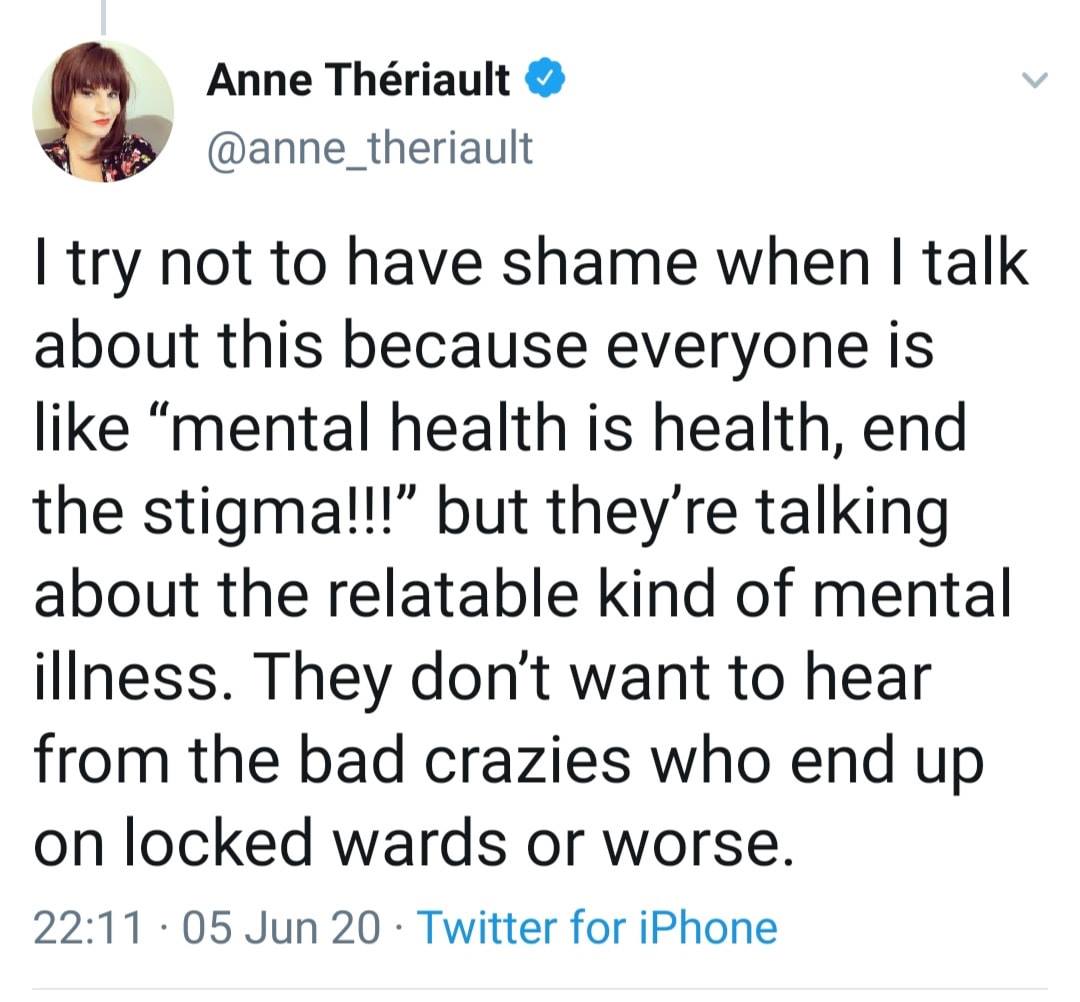 Anne Thériault
@anne_theriault
I try not to have shame when I talk
about this because everyone is
like “mental health is health, end
the stigma!!!” but they’re talking
about the relatable kind of mental
illness. They don’t want to hear
from the bad crazies who end up
on locked wards or worse.
22:11 · 05 Jun 20 · Twitter for iPhone